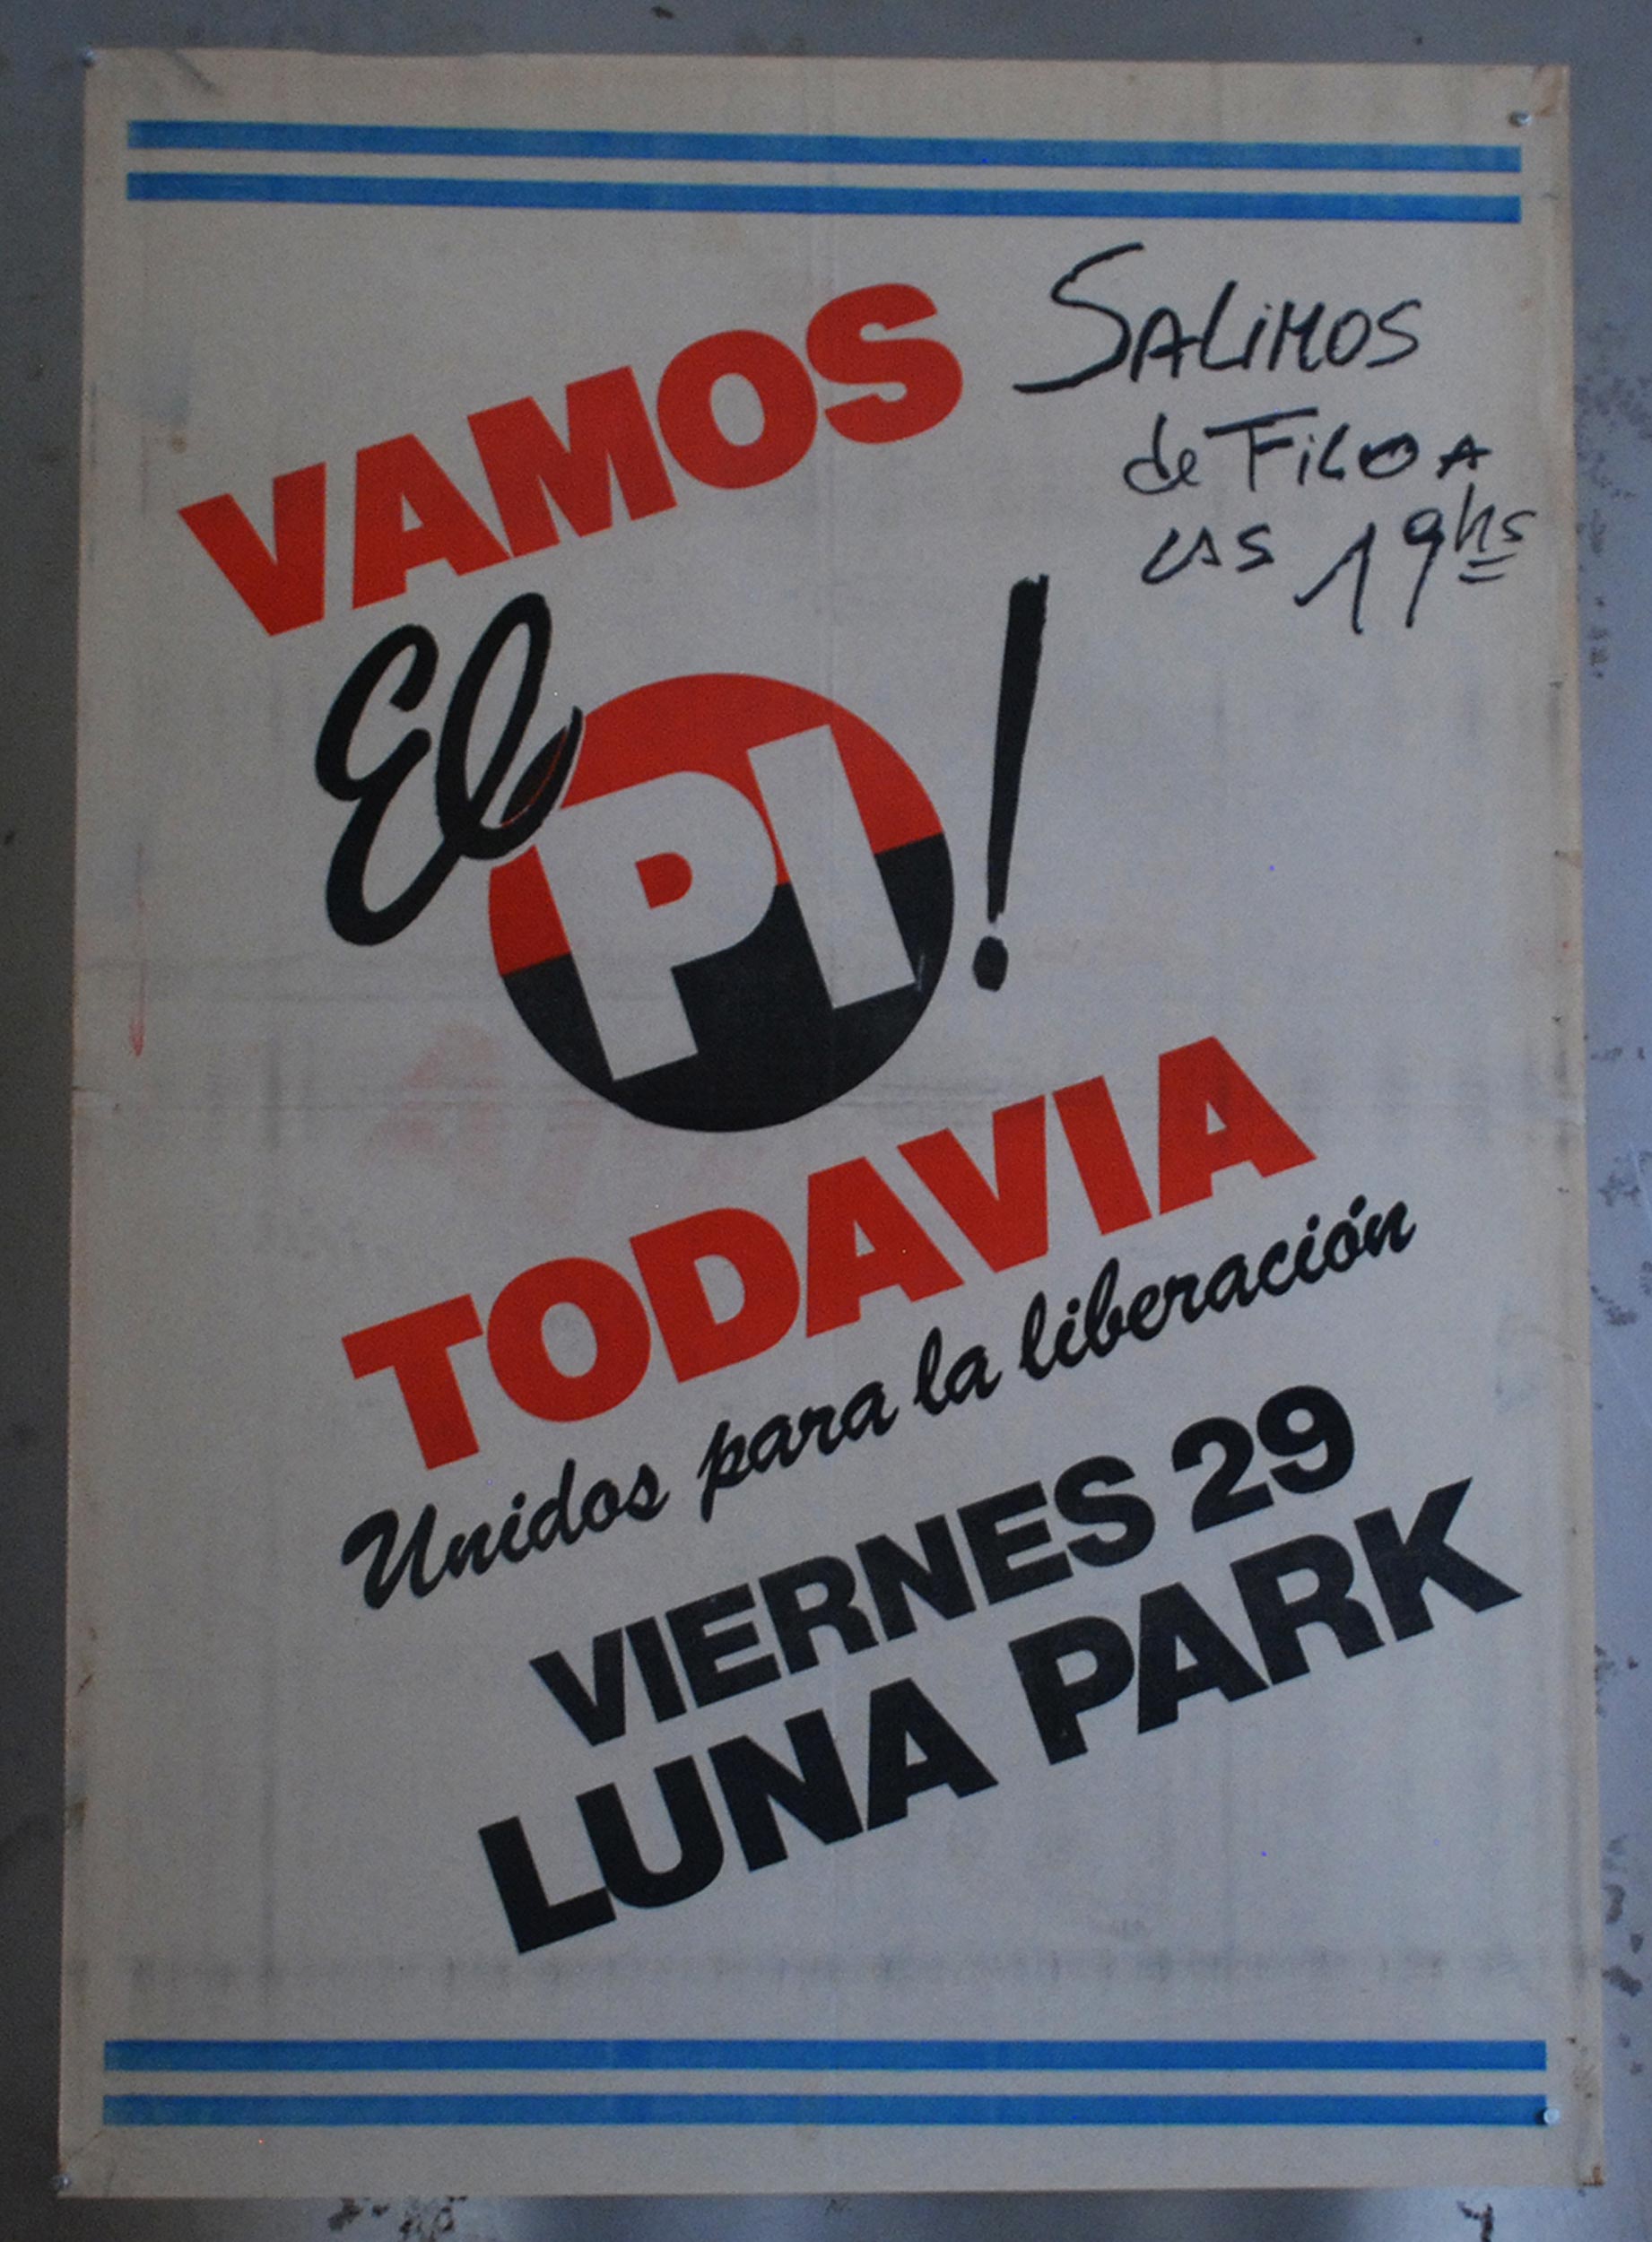 VAMOS
SALiMOS
de FiLO A
LAS 19hs
El PI!
TODAVIA
Unidos para la liberación
VIERNES 29
LUNA PARK